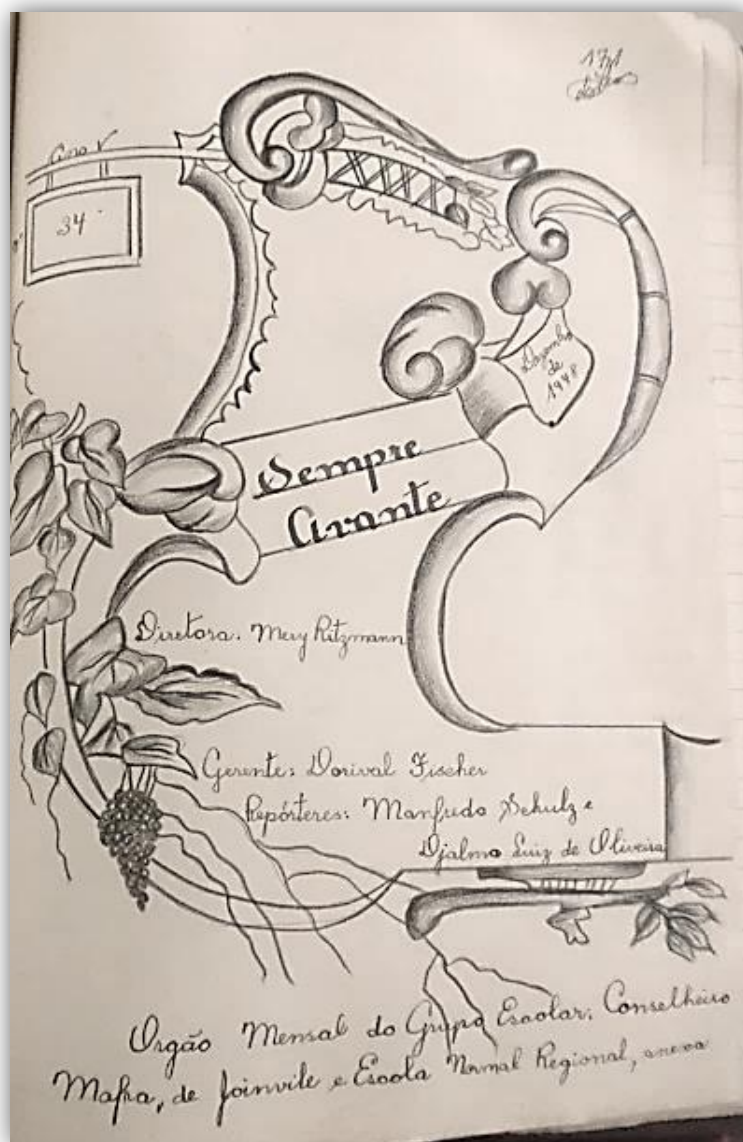 171
Ano V
34
Dezembro
de
1948
Sempre
Avante
Diretora. Mery Ritzmann
Gerente: Dorival Fischer
Repórteres: Manfredo Schulz e
Djalma Luiz de Oliveira
Orgão Mensal do Grupo Escolar: Conselheiro
Mafra, de Joinvile e Escola Normal Regional, anexa